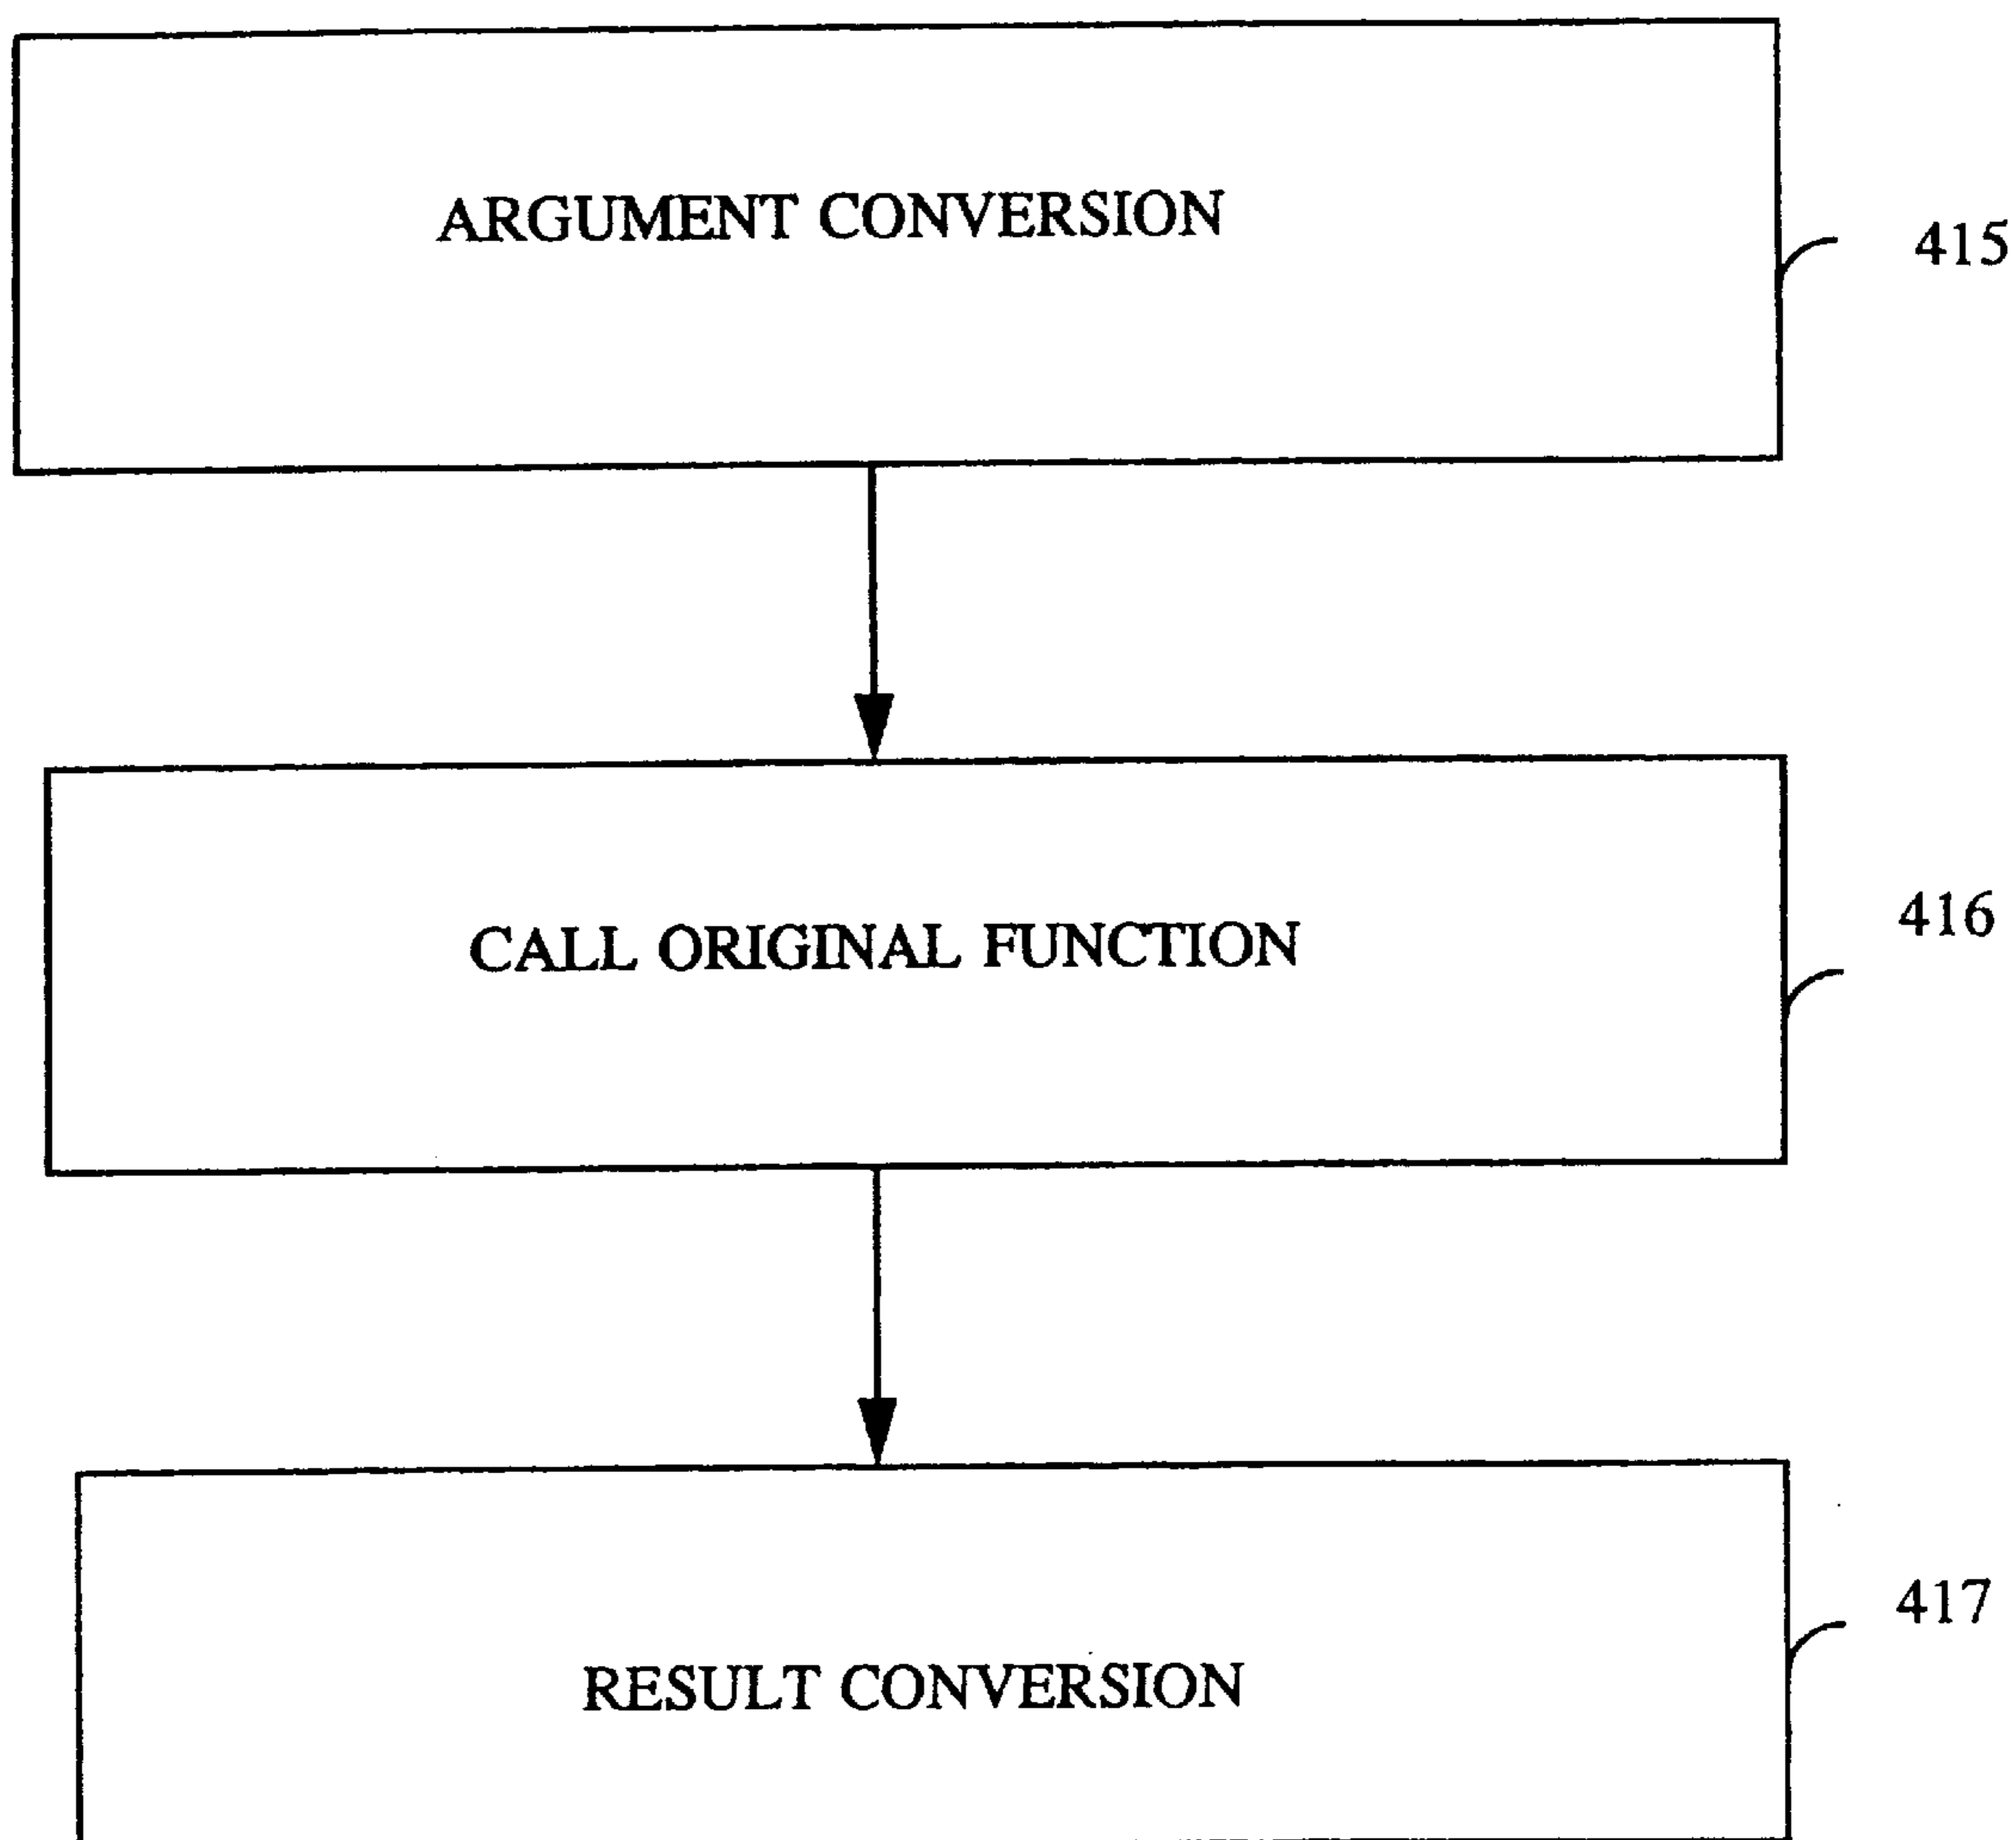 ARGUMENT CONVERSION
415
CALL ORIGINAL FUNCTION
416
RESULT CONVERSION
417